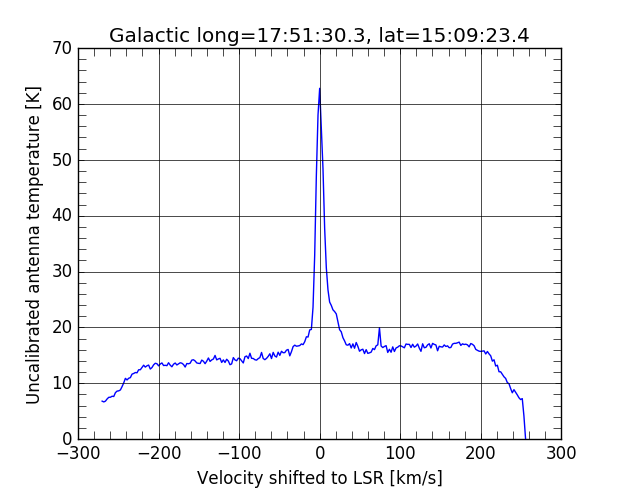 Galactic long=17:51:30.3, lat=15:09:23.4
70
60
50
40
30
20
10
0
Uncalibrated antenna temperature [K]
−300 −200 −100 0 100 200 300
Velocity shifted to LSR [km/s]